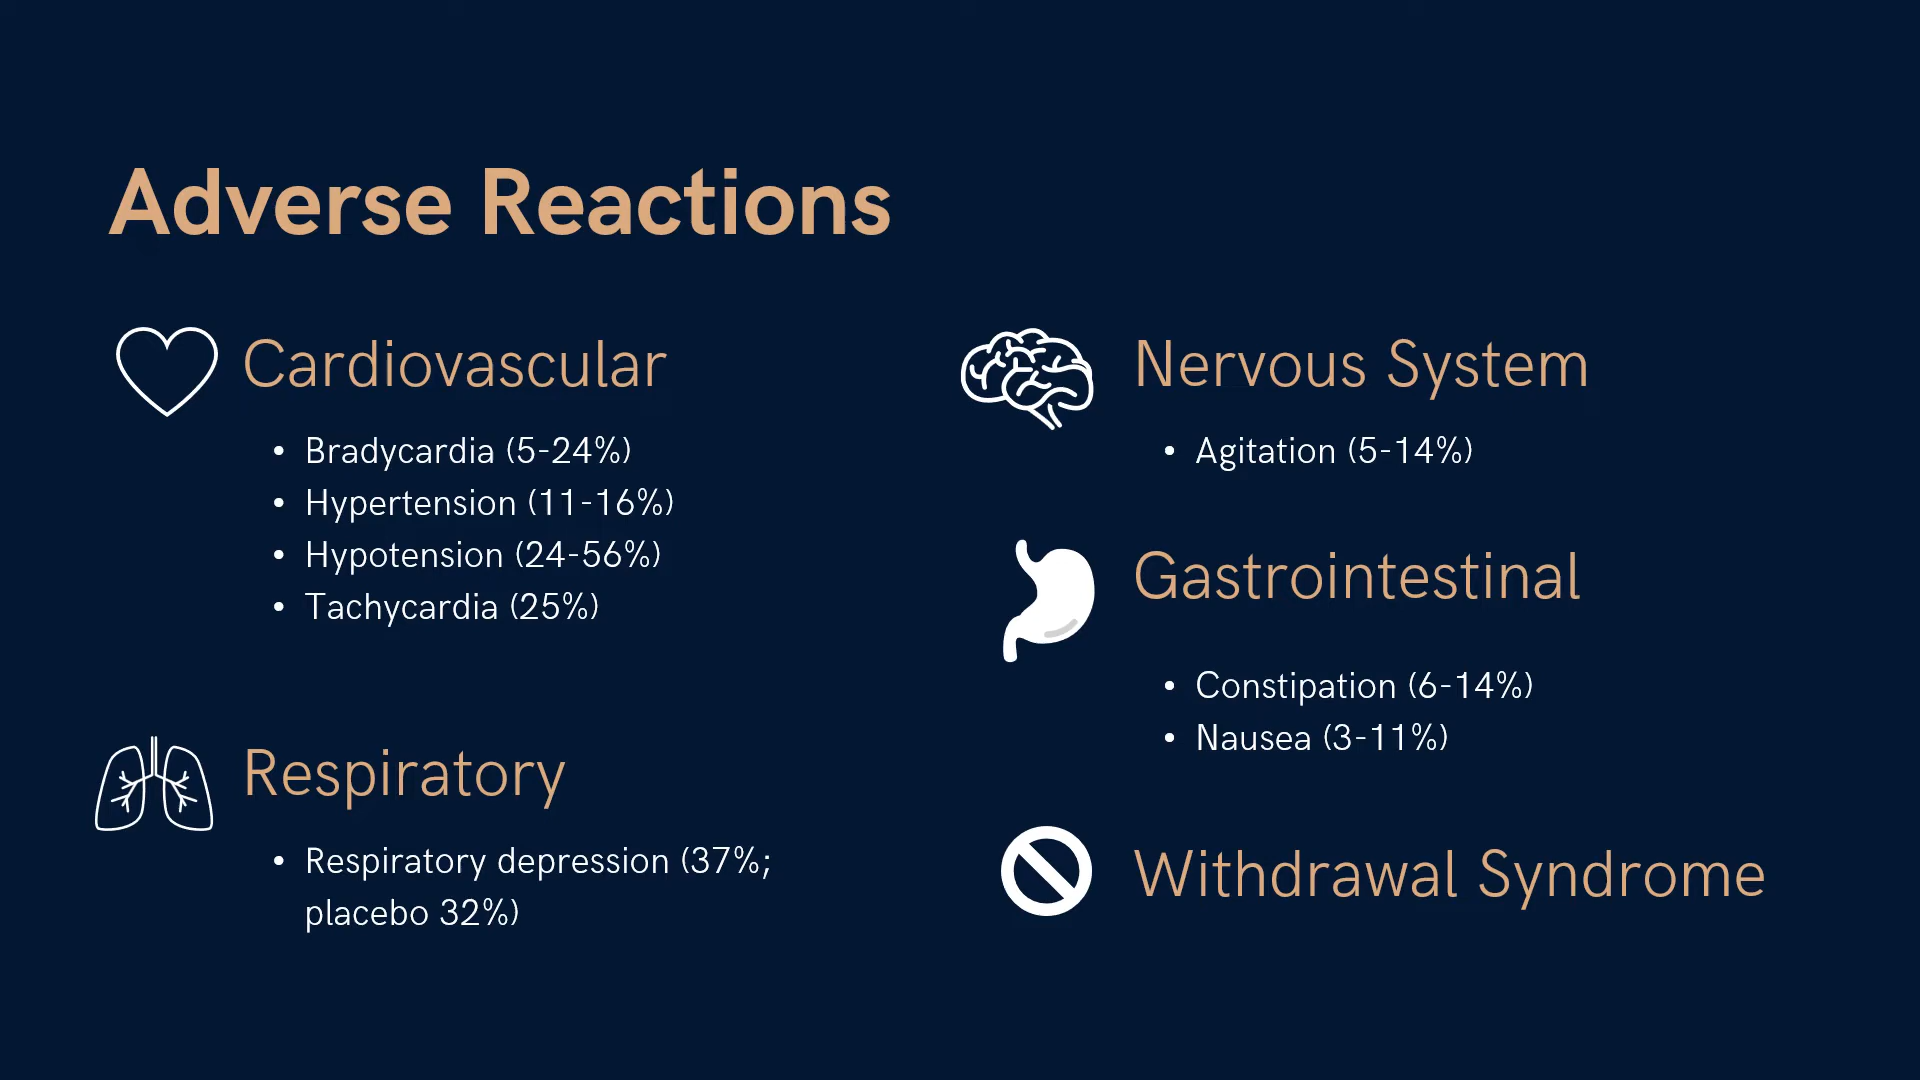 Adverse Reactions
Cardiovascular
• Bradycardia (5-24%)
• Hypertension (11-16%)
• Hypotension (24-56%)
• Tachycardia (25%)
Respiratory
• Respiratory depression (37%;
placebo 32%)
Nervous System
• Agitation (5-14%)
Gastrointestinal
• Constipation (6-14%)
• Nausea (3-11%)
Withdrawal Syndrome